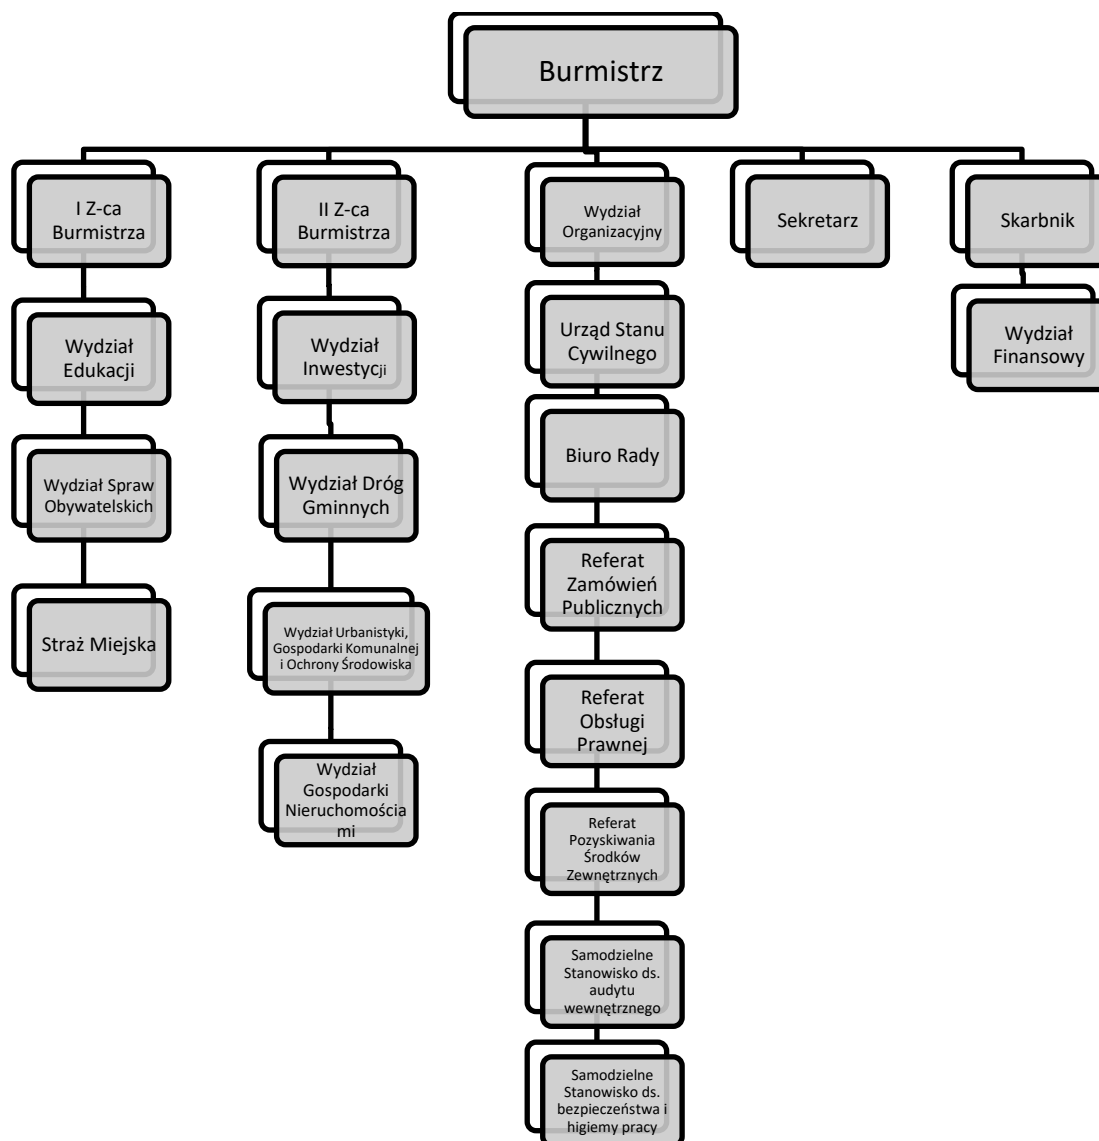 Burmistrz
I Z-ca
Burmistrza
II Z-ca
Burmistrza
Wydział
Organizacyjny
Sekretarz
Skarbnik
Wydział
Edukacji
Wydział
Inwestycji
Urząd Stanu
Cywilnego
Wydział
Finansowy
Wydział Spraw
Obywatelskich
Wydział Dróg
Gminnych
Biuro Rady
Straż Miejska
Wydział Urbanistyki,
Gospodarki Komunalnej
i Ochrony Środowiska
Referat
Zamówień
Publicznych
Wydział
Gospodarki
Nieruchomościa
mi
Referat
Obsługi
Prawnej
Referat
Pozyskiwania
Środków
Zewnętrznych
Samodzielne
Stanowisko ds.
audytu
wewnętrznego
Samodzielne
Stanowisko ds.
bezpieczeństwa i
higiemy pracy